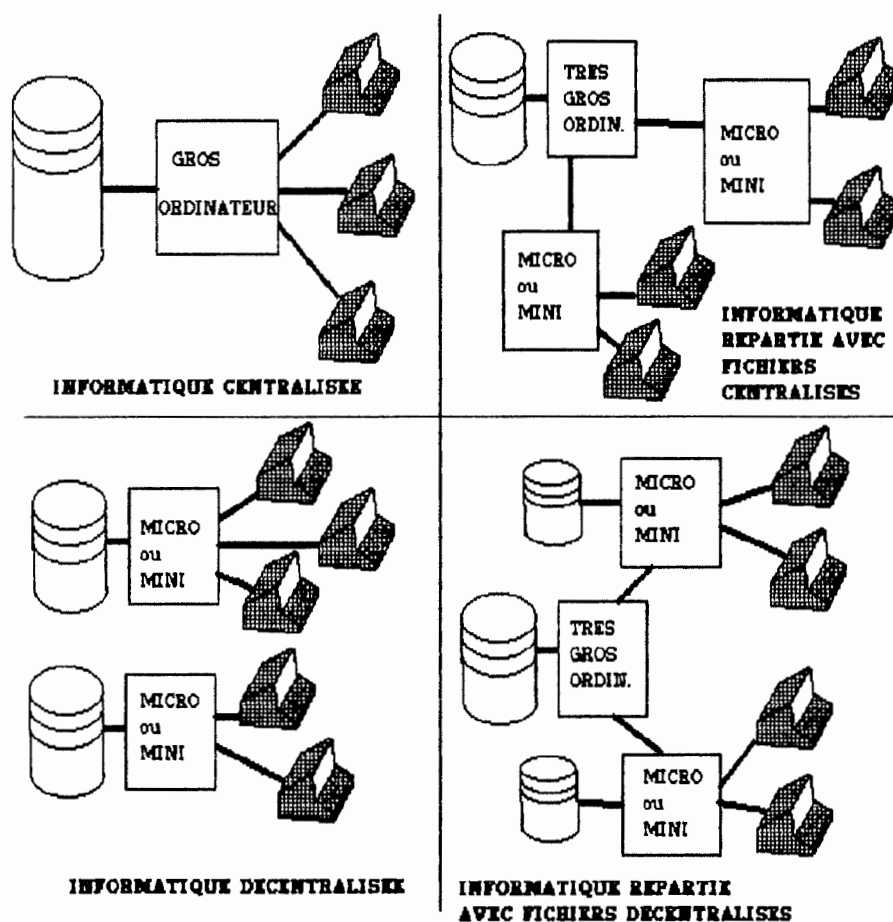 GROS
ORDINATEUR
INFORMATIQUE CENTRALISEE
TRES
GROS
ORDIN.
MICRO
ou
MINI
MICRO
ou
MINI
INFORMATIQUE
REPARTIE AVEC
FICHIERS
CENTRALISES
MICRO
ou
MINI
MICRO
ou
MINI
INFORMATIQUE DECENTRALISEE
MICRO
ou
MINI
TRES
GROS
ORDIN.
MICRO
ou
MINI
INFORMATIQUE REPARTIE
AVEC FICHIERS DECENTRALISES